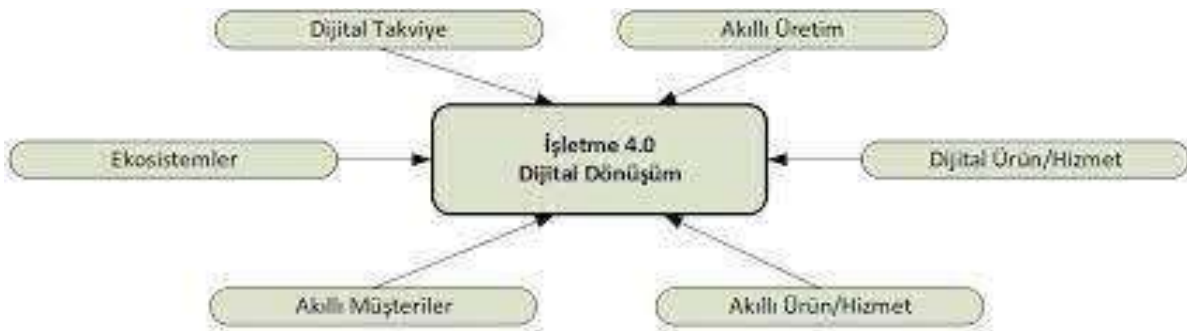 Dijital Takviye
Akıllı Üretim
Ekosistemler
İşletme 4.0
Dijital Dönüşüm
Dijital Ürün/Hizmet
Akıllı Müşteriler
Akıllı Ürün/Hizmet